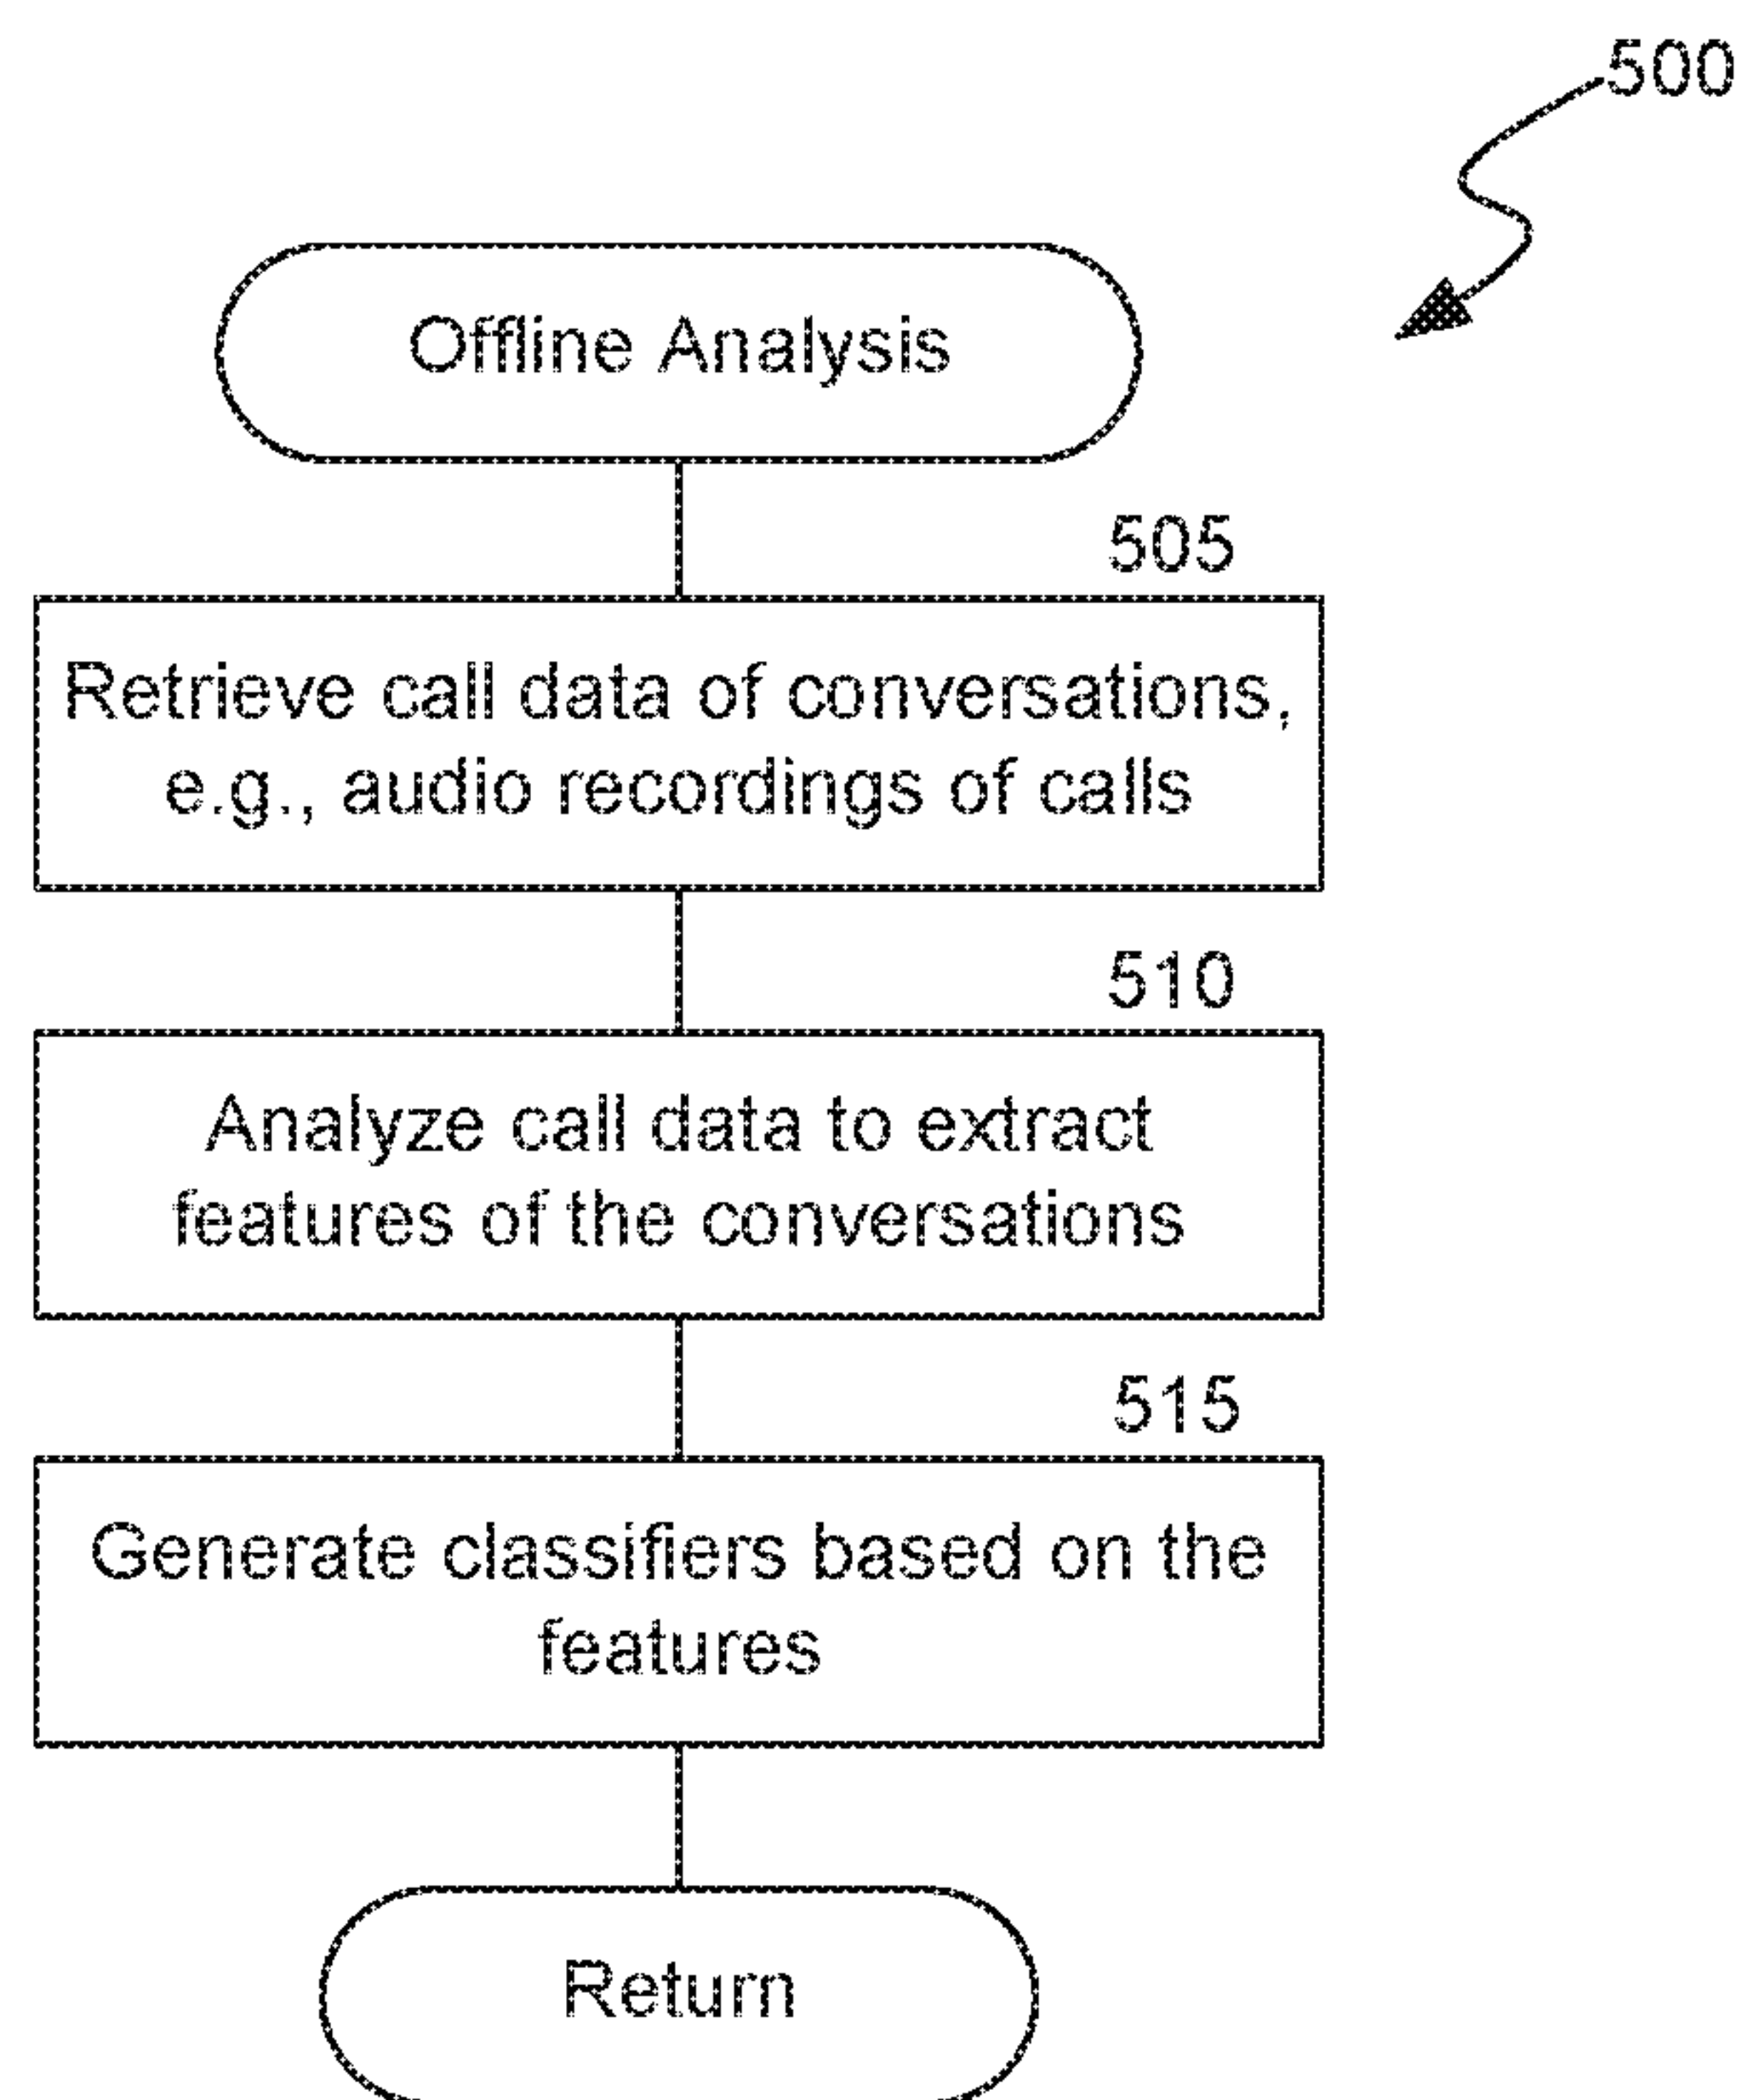 500
Offline Analysis
505
Retrieve call data of conversations,
e.g., audio recordings of calls
510
Analyze call data to extract
features of the conversations
515
Generate classifiers based on the
features
Return